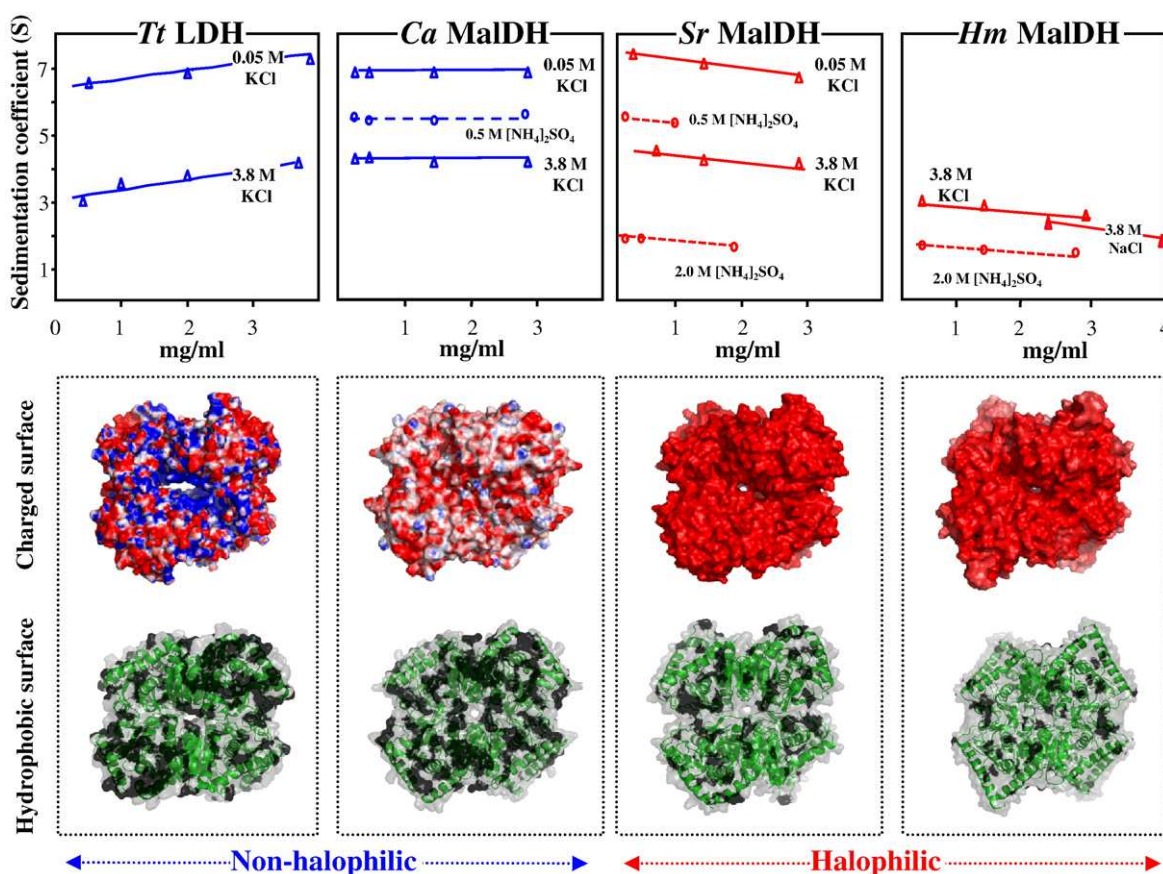 Tt LDH
Ca MalDH
Sr MalDH
Hm MalDH
Sedimentation coefficient (S)
7
5
3
1
0.05 M
KCl
3.8 M
KCl
0.05 M
KCl
0.5 M [NH4]2SO4
3.8 M
KCl
0.05 M
KCl
0.5 M [NH4]2SO4
3.8 M
KCl
2.0 M [NH4]2SO4
3.8 M
KCl
3.8 M
NaCl
2.0 M [NH4]2SO4
0 1 2 3
1 2 3
1 2 3
1 2 3 4
mg/ml
mg/ml
mg/ml
mg/ml
Charged surface
Hydrophobic surface
Non-halophilic
Halophilic